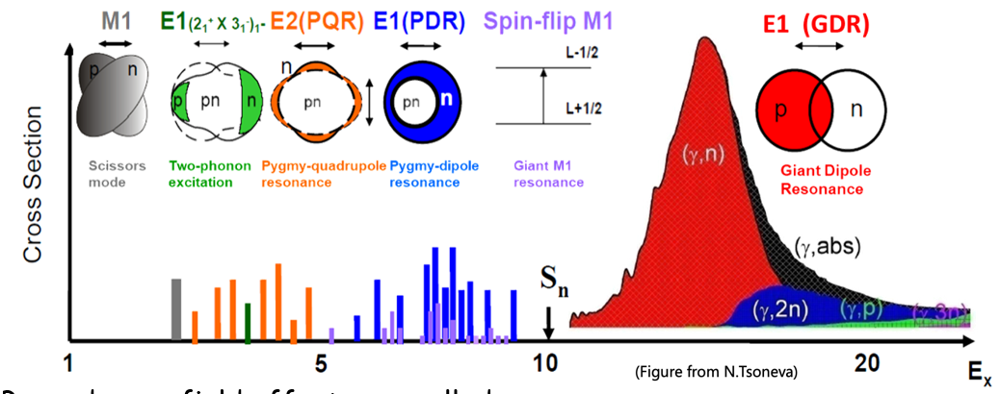 M1
E1(2₁⁺ X 3₁⁻)₁-
E2(PQR)
E1(PDR)
Spin-flip M1
E1 (GDR)
p n
p pn n
n
pn
pn n
L-1/2
L+1/2
p n
Scissors
mode
Two-phonon
excitation
Pygmy-quadrupole
resonance
Pygmy-dipole
resonance
Giant M1
resonance
Giant Dipole
Resonance
Cross Section
(γ,n)
(γ,abs)
Sn
(γ,2n)
(γ,p)
(γ,3n)
1
5
10
20
(Figure from N.Tsoneva)
Ex